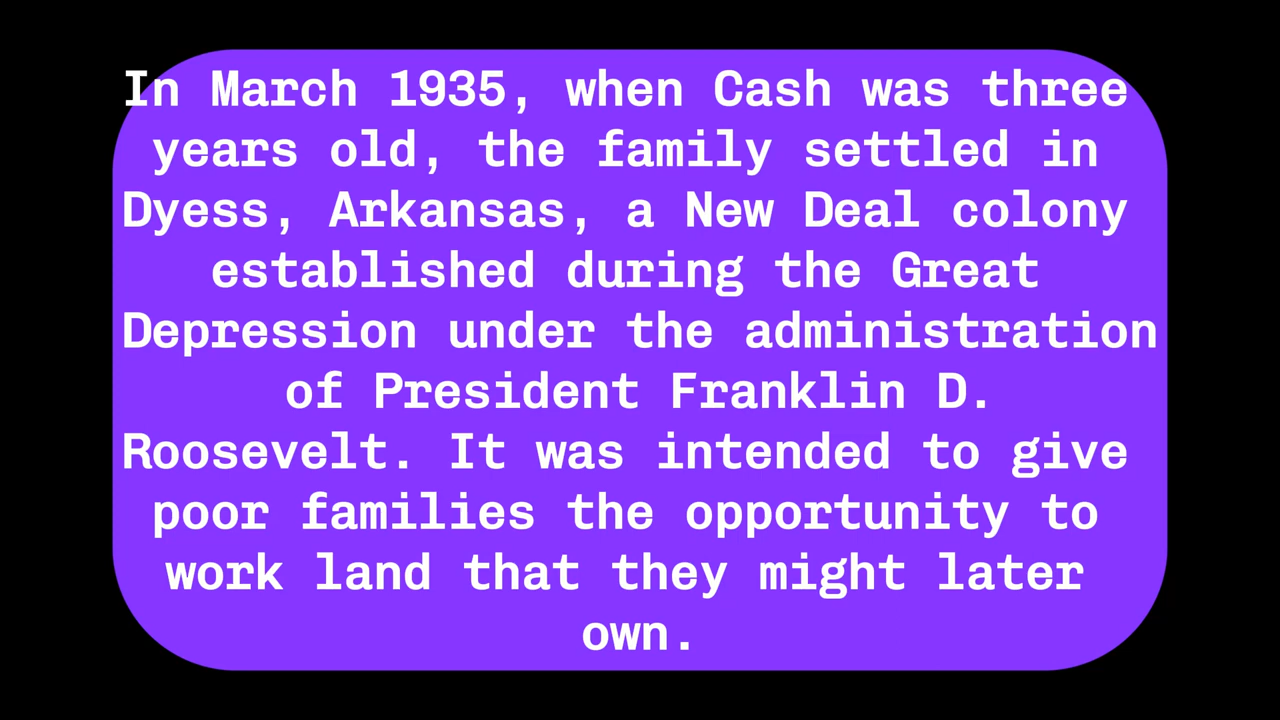 In March 1935, when Cash was three
years old, the family settled in
Dyess, Arkansas, a New Deal colony
established during the Great
Depression under the administration
of President Franklin D.
Roosevelt. It was intended to give
poor families the opportunity to
work land that they might later
own.